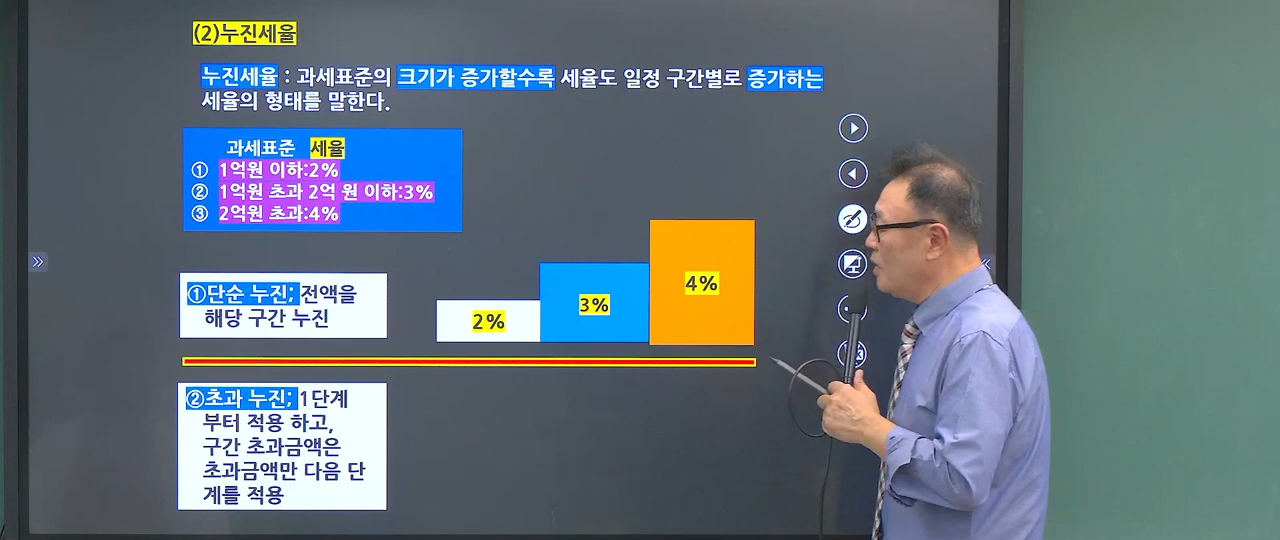 (2)누진세율
누진세율 : 과세표준의 크기가 증가할수록 세율도 일정 구간별로 증가하는
세율의 형태를 말한다.
과세표준 세율
① 1억원 이하:2%
② 1억원 초과 2억 원 이하:3%
③ 2억원 초과:4%
①단순 누진; 전액을
해당 구간 누진
2%
3%
4%
②초과 누진; 1단계
부터 적용 하고,
구간 초과금액은
초과금액만 다음 단
계를 적용